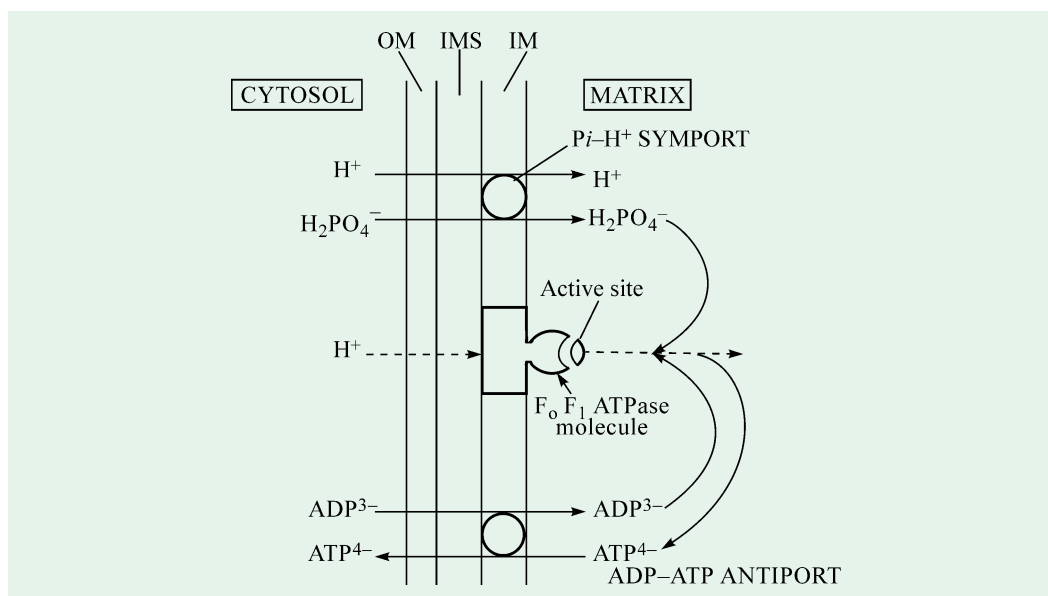 OM IMS IM
CYTOSOL MATRIX
Pi–H⁺ SYMPORT
H⁺ H⁺
H₂PO₄⁻ H₂PO₄⁻
Active site
H⁺
F₀ F₁ ATPase
molecule
ADP³⁻ ADP³⁻
ATP⁴⁻ ATP⁴⁻
ADP–ATP ANTIPORT